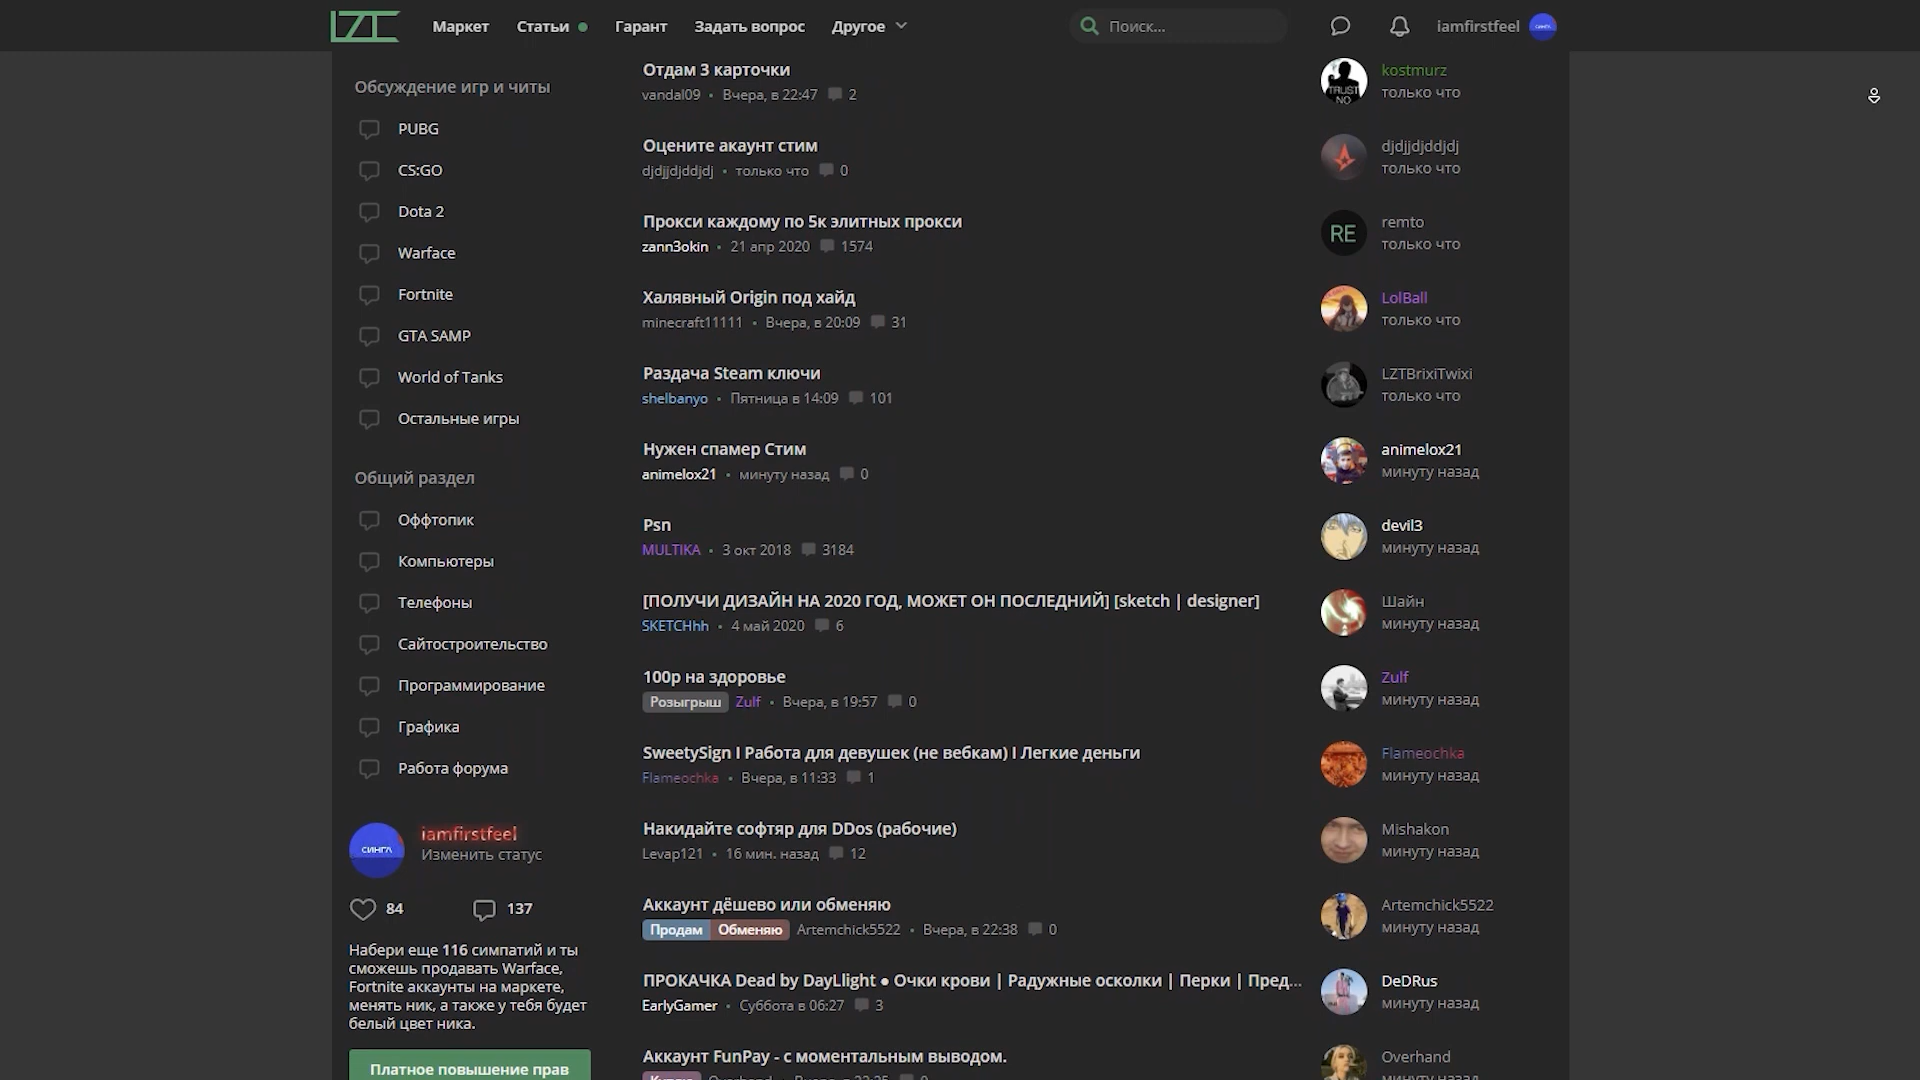 LZT Маркет Статьи Гарант Задать вопрос Другое Поиск... iamfirstfeel
Обсуждение игр и читы
PUBG
CS:GO
Dota 2
Warface
Fortnite
GTA SAMP
World of Tanks
Остальные игры
Общий раздел
Оффтопик
Компьютеры
Телефоны
Сайтостроительство
Программирование
Графика
Работа форума
СИНГЛ
iamfirstfeel
Изменить статус
84 137
Набери еще 116 симпатий и ты
сможешь продавать Warface,
Fortnite аккаунты на маркете,
менять ник, а также у тебя будет
белый цвет ника.
Платное повышение прав
Отдам 3 карточки
vandal09 • Вчера, в 22:47 2
TRUST NO
kostmurz
только что
Оцените акаунт стим
djdjjdjddjdj • только что 0
djdjjdjddjdj
только что
Прокси каждому по 5к элитных прокси
zann3okin • 21 апр 2020 1574
RE
remto
только что
Халявный Origin под хайд
minecraft11111 • Вчера, в 20:09 31
LolBall
только что
Раздача Steam ключи
shelbanyo • Пятница в 14:09 101
LZTBrixiTwixi
только что
Нужен спамер Стим
animelox21 • минуту назад 0
animelox21
минуту назад
Psn
MULTIKA • 3 окт 2018 3184
devil3
минуту назад
[ПОЛУЧИ ДИЗАЙН НА 2020 ГОД, МОЖЕТ ОН ПОСЛЕДНИЙ] [sketch | designer]
SKETCHhh • 4 май 2020 6
Шайн
минуту назад
100р на здоровье
Розыгрыш Zulf • Вчера, в 19:57 0
Zulf
минуту назад
SweetySign I Работа для девушек (не вебкам) I Легкие деньги
Flameochka • Вчера, в 11:33 1
Flameochka
минуту назад
Накидайте софтяр для DDos (рабочие)
Levap121 • 16 мин. назад 12
Mishakon
минуту назад
Аккаунт дёшево или обменяю
Продам Обменяю Artemchick5522 • Вчера, в 22:38 0
Artemchick5522
минуту назад
ПРОКАЧКА Dead by DayLlight ● Очки крови | Радужные осколки | Перки | Пред...
EarlyGamer • Суббота в 06:27 3
DeDRus
минуту назад
Аккаунт FunPay - с моментальным выводом.
Overhand